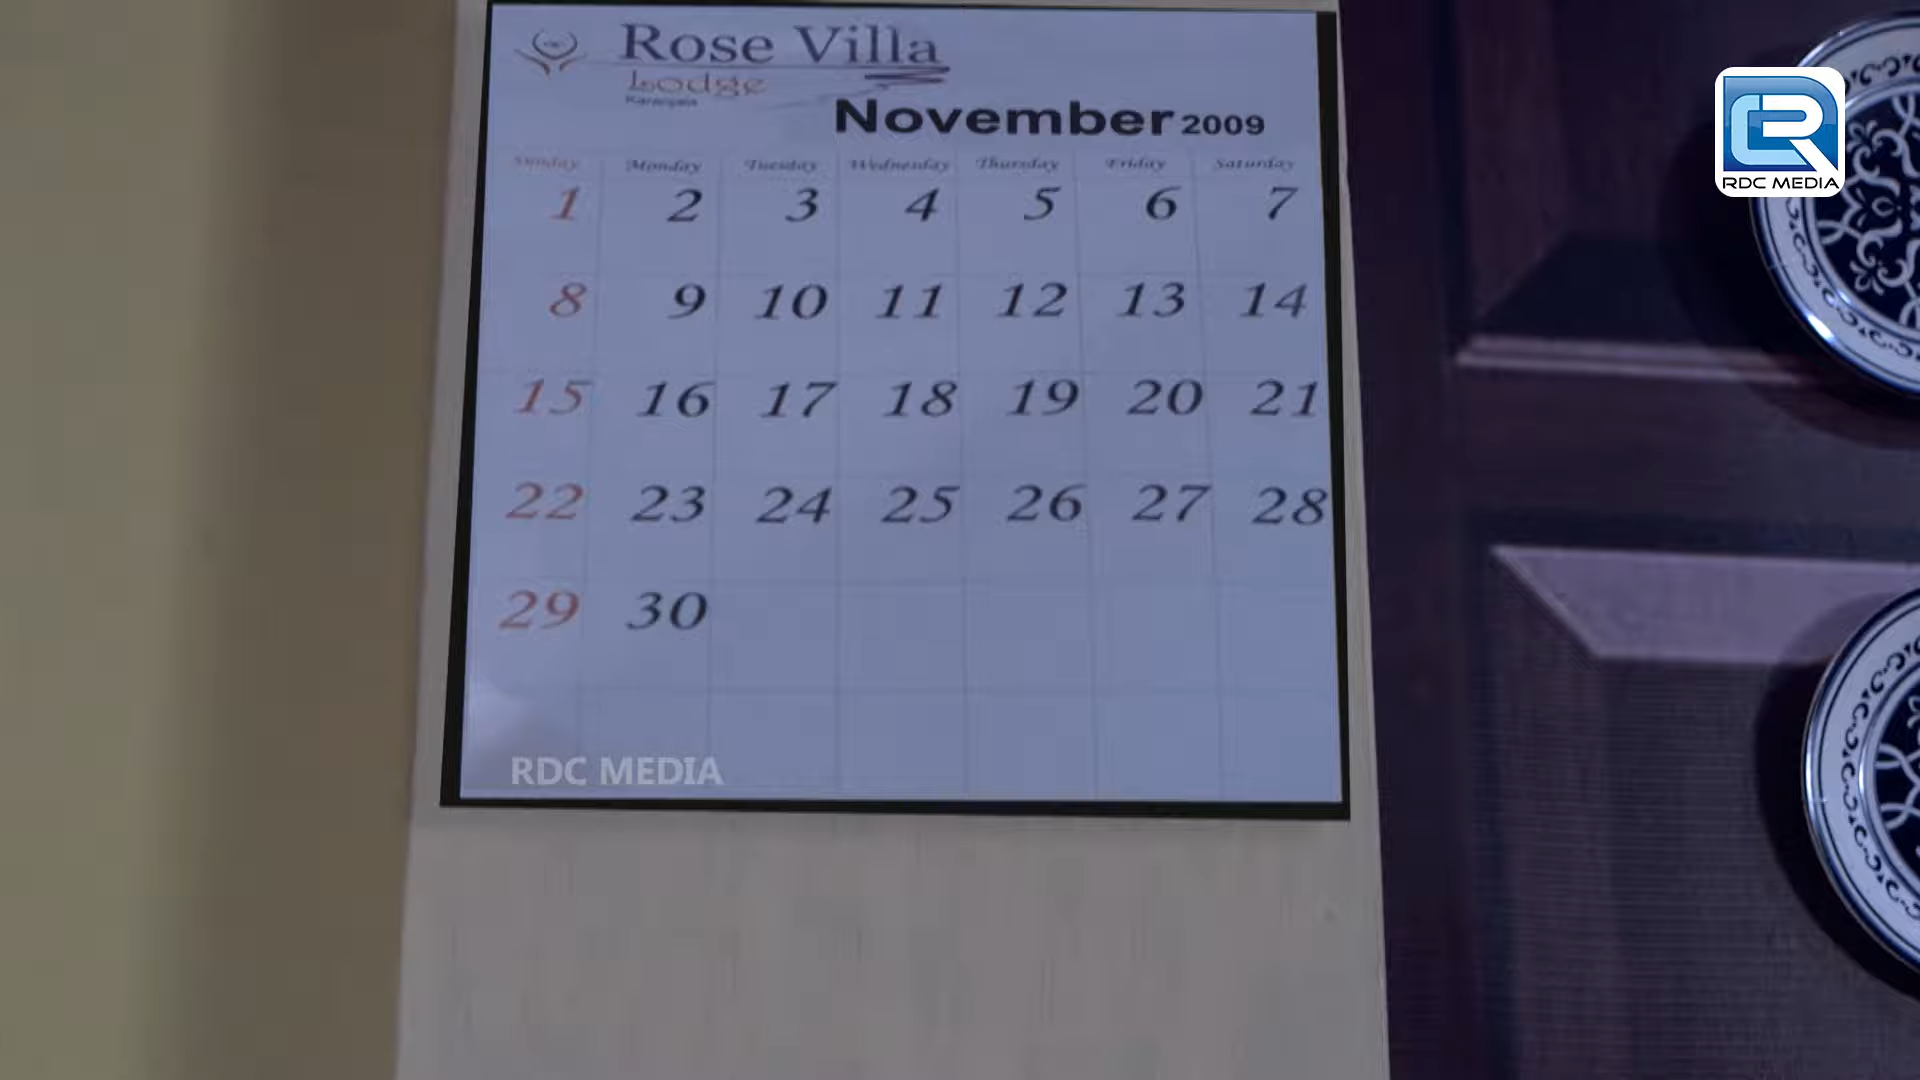 Rose Villa
Lodge
November 2009
Sunday Monday Tuesday Wednesday Thursday Friday Saturday
1 2 3 4 5 6 7
8 9 10 11 12 13 14
15 16 17 18 19 20 21
22 23 24 25 26 27 28
29 30
RDC MEDIA
RDC MEDIA